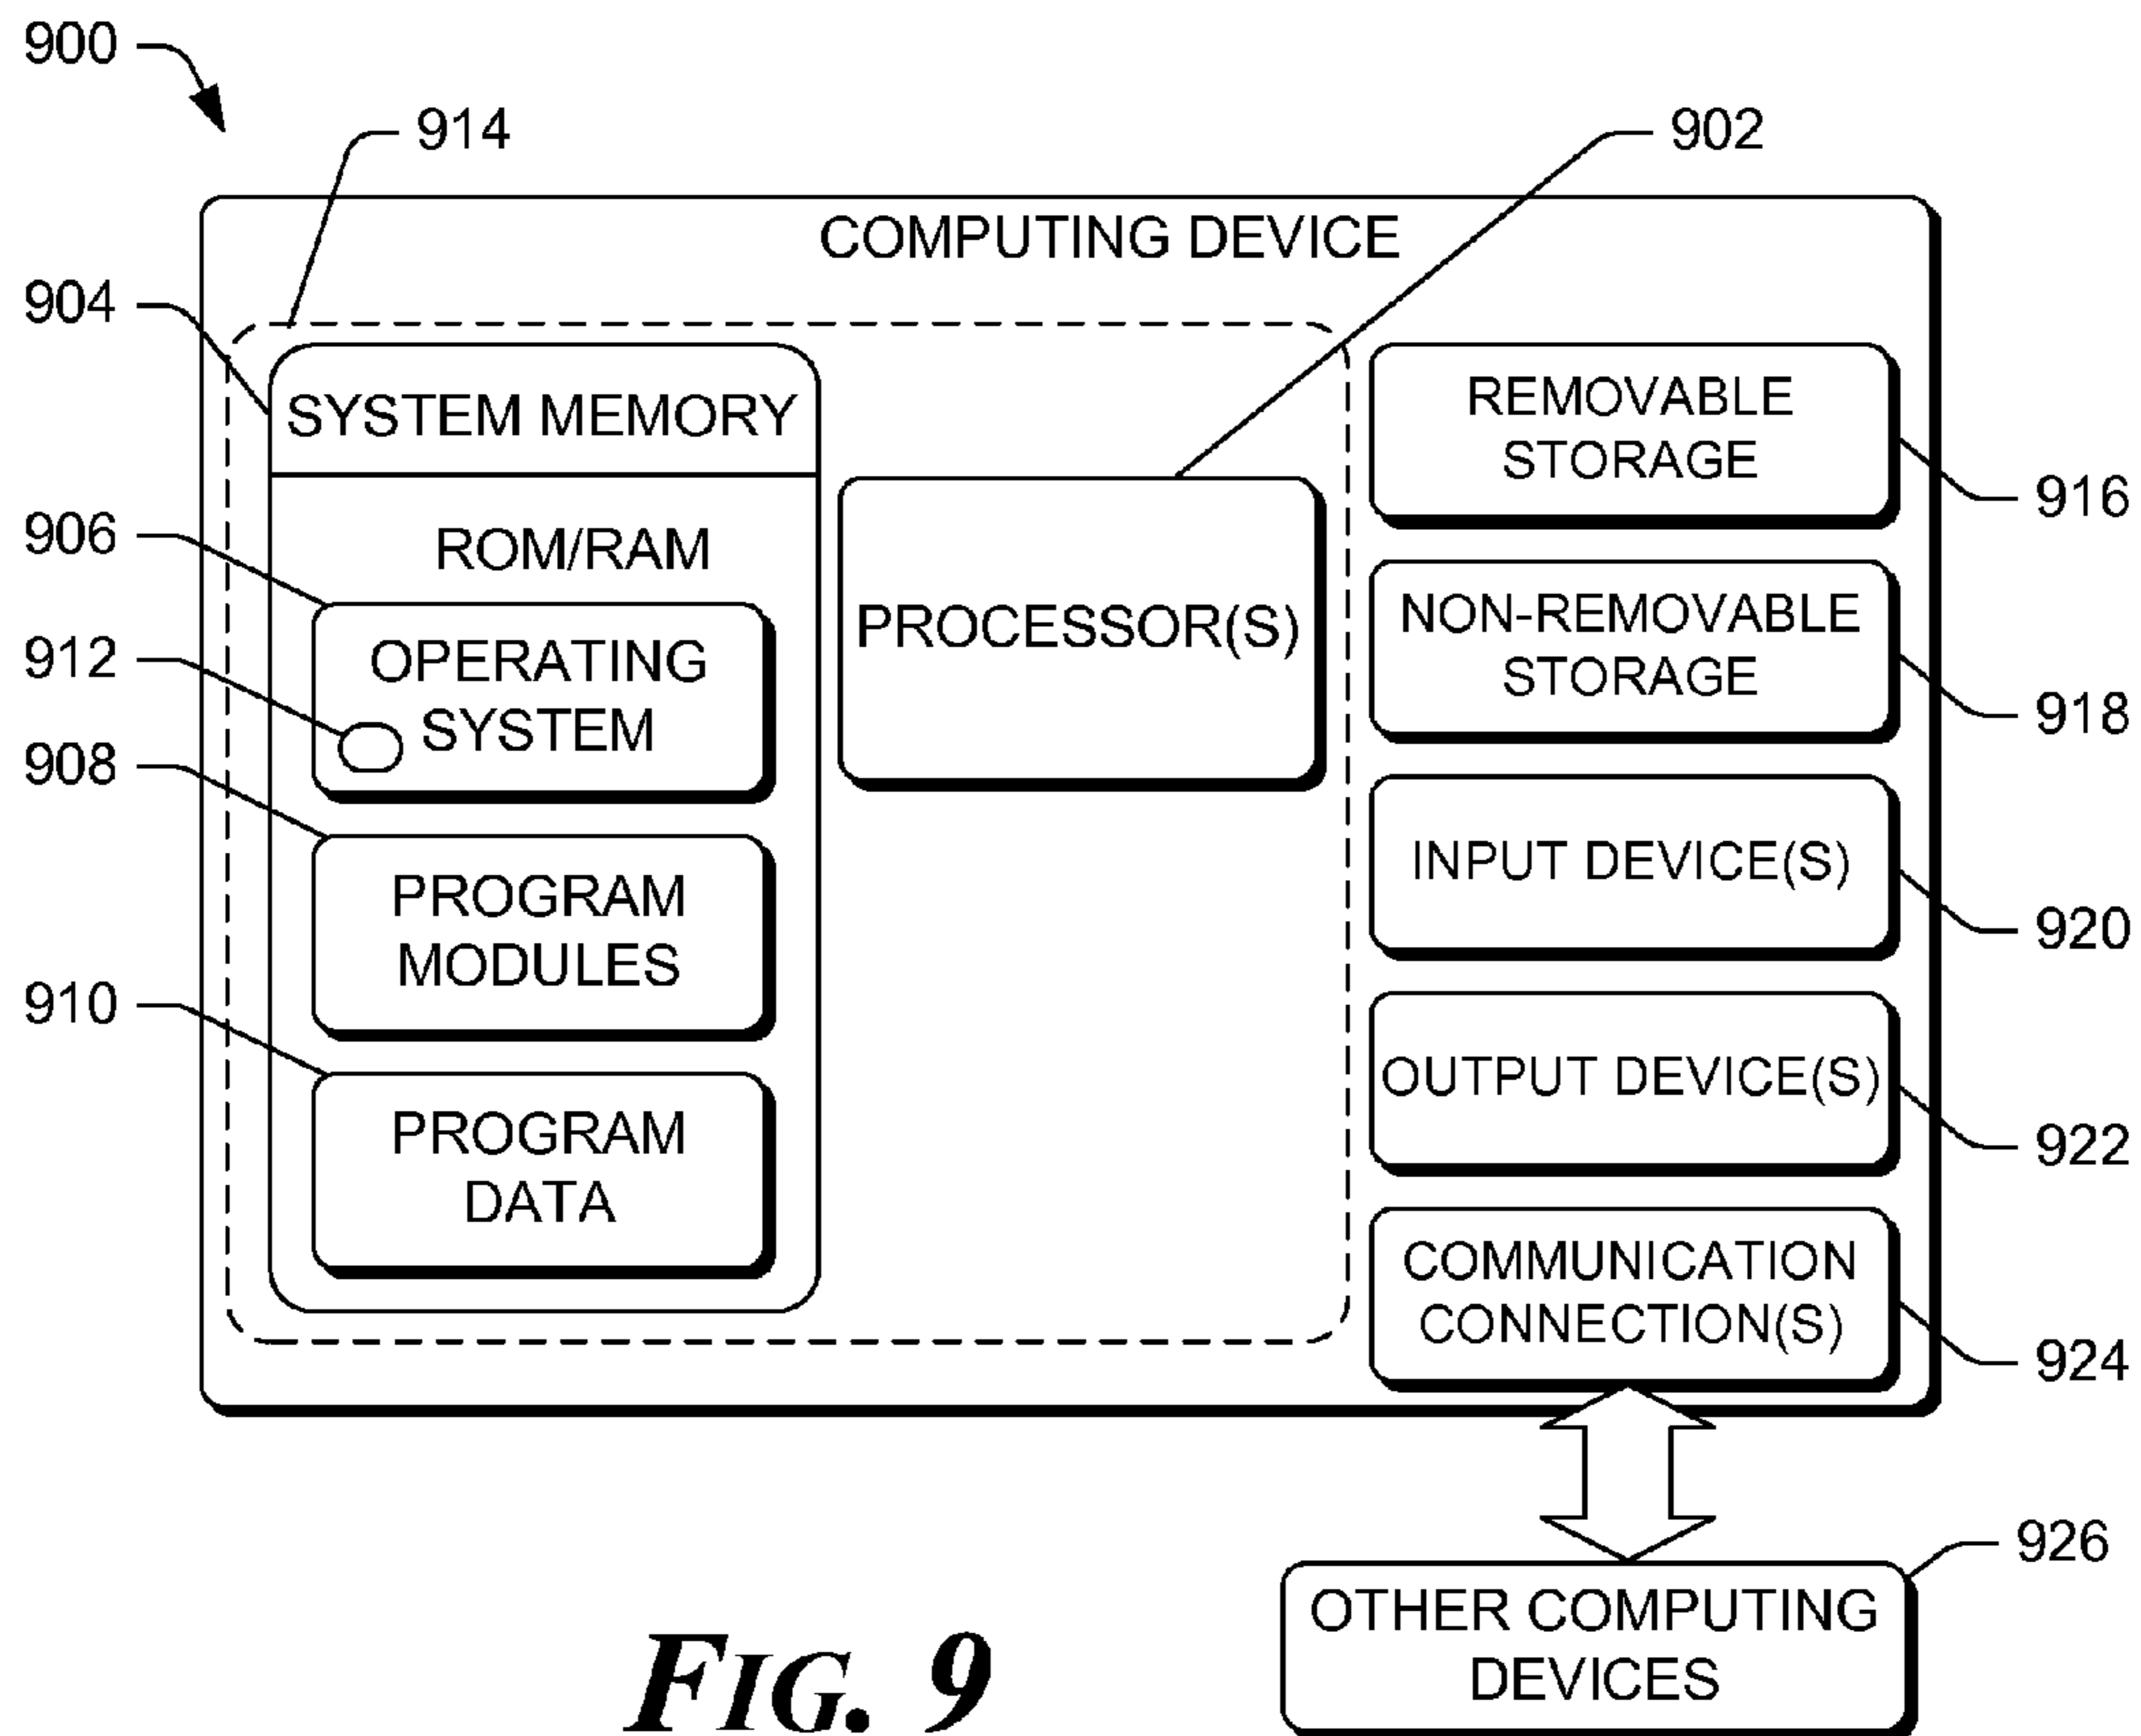 900
914
902
COMPUTING DEVICE
904
SYSTEM MEMORY
ROM/RAM
906
OPERATING
SYSTEM
912
908
PROGRAM
MODULES
910
PROGRAM
DATA
PROCESSOR(S)
REMOVABLE
STORAGE
916
NON-REMOVABLE
STORAGE
918
INPUT DEVICE(S)
920
OUTPUT DEVICE(S)
922
COMMUNICATION
CONNECTION(S)
924
926
OTHER COMPUTING
DEVICES
FIG. 9